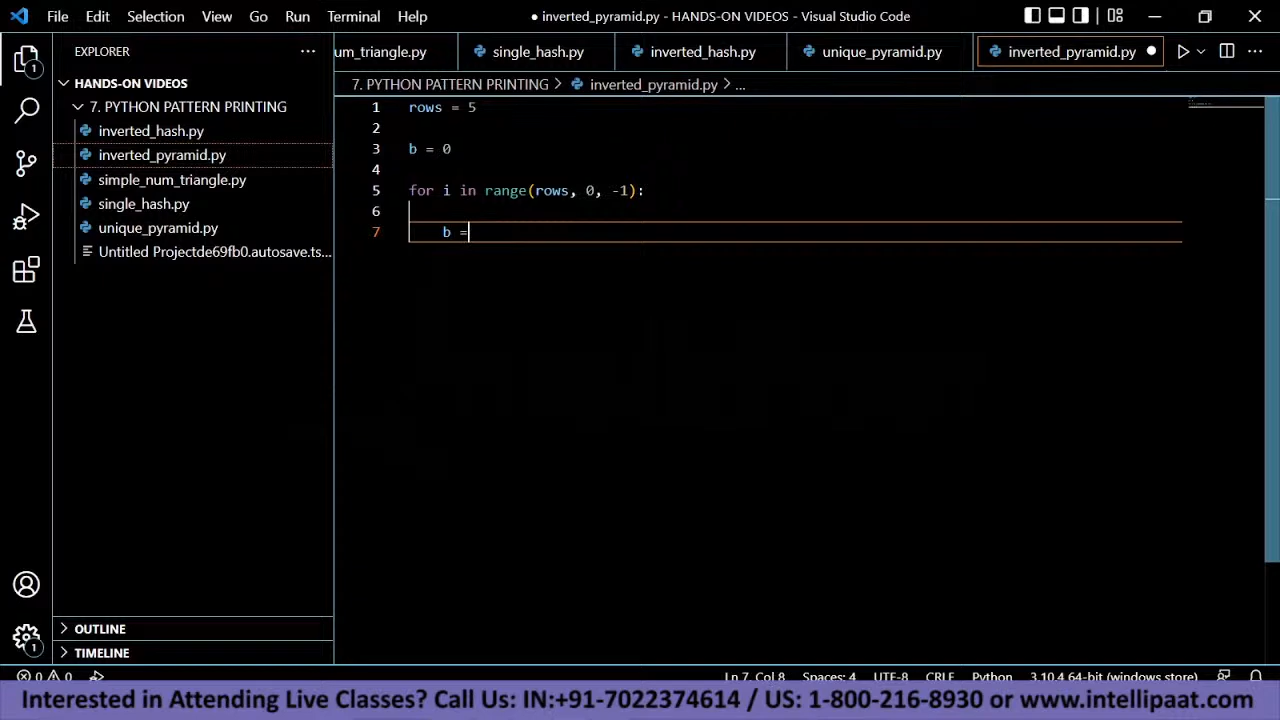 File Edit Selection View Go Run Terminal Help
● inverted_pyramid.py - HANDS-ON VIDEOS - Visual Studio Code
EXPLORER
um_triangle.py single_hash.py inverted_hash.py unique_pyramid.py inverted_pyramid.py
HANDS-ON VIDEOS
7. PYTHON PATTERN PRINTING > inverted_pyramid.py > ...
7. PYTHON PATTERN PRINTING
inverted_hash.py
inverted_pyramid.py
simple_num_triangle.py
single_hash.py
unique_pyramid.py
Untitled Projectde69fb0.autosave.ts...
1 rows = 5
2
3 b = 0
4
5 for i in range(rows, 0, -1):
6
7 b =
1
1
OUTLINE
TIMELINE
0 0 Ln 7, Col 8 Spaces: 4 UTF-8 CRLF Python 3.10.4 64-bit (windows store)
Interested in Attending Live Classes? Call Us: IN:+91-7022374614 / US: 1-800-216-8930 or www.intellipaat.com